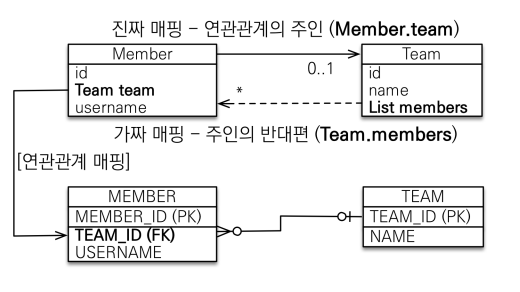 진짜 매핑 - 연관관계의 주인 (Member.team)
Member
id
Team team
username
0..1
*
Team
id
name
List members
가짜 매핑 - 주인의 반대편 (Team.members)
[연관관계 매핑]
MEMBER
MEMBER_ID (PK)
TEAM_ID (FK)
USERNAME
TEAM
TEAM_ID (PK)
NAME